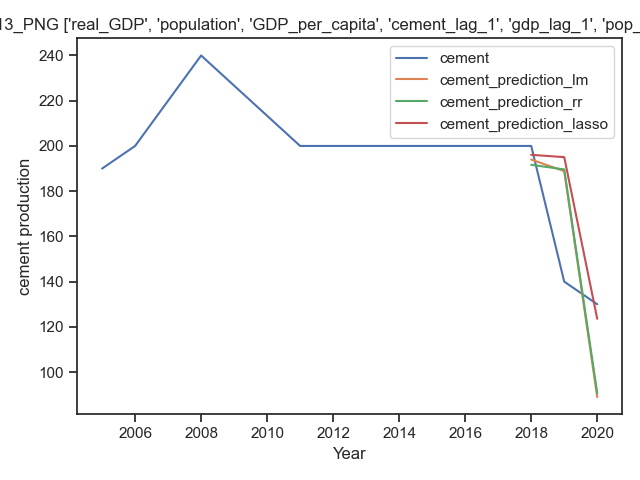 13_PNG ['real_GDP', 'population', 'GDP_per_capita', 'cement_lag_1', 'gdp_lag_1', 'pop_
cement
cement_prediction_lm
cement_prediction_rr
cement_prediction_lasso
240
220
200
180
160
140
120
100
cement production
2006
2008
2010
2012
2014
2016
2018
2020
Year